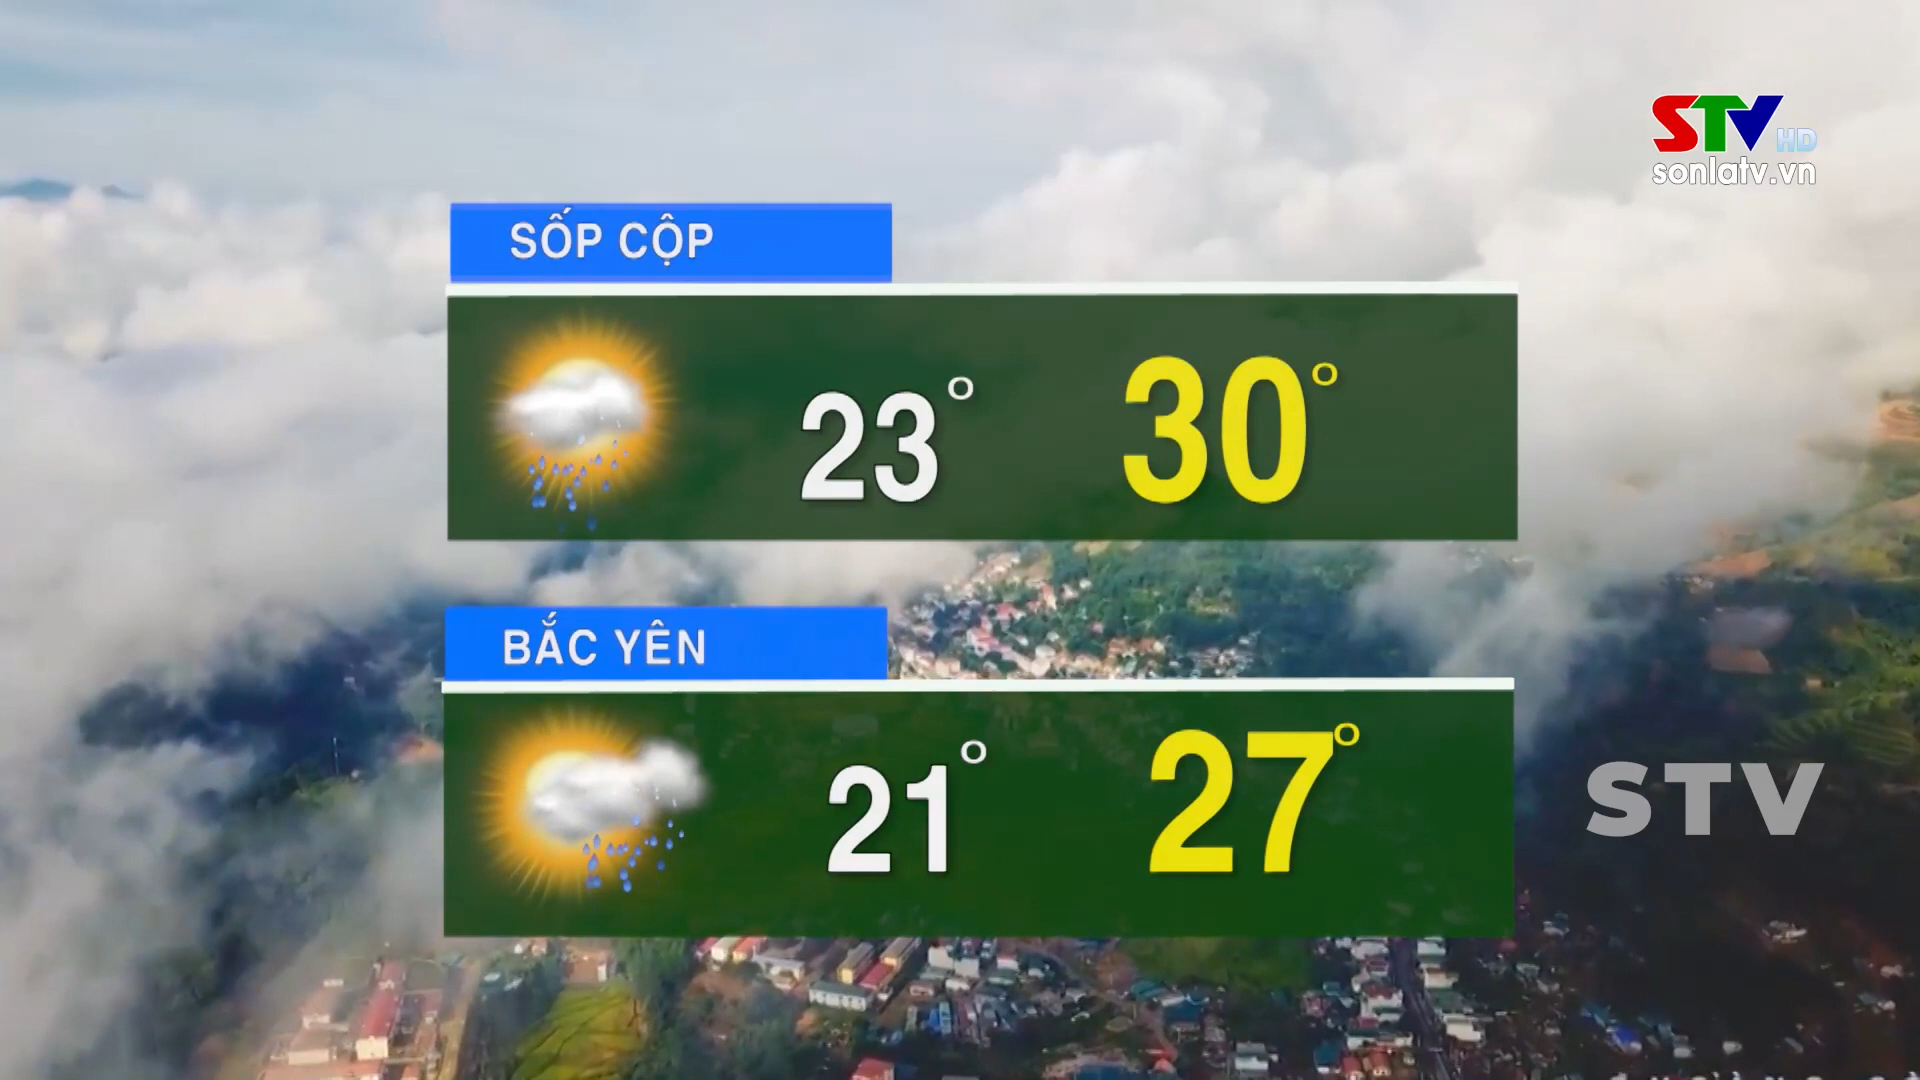 STV HD
sonlatv.vn
SỐP CỘP
23° 30°
BẮC YÊN
21° 27°
STV